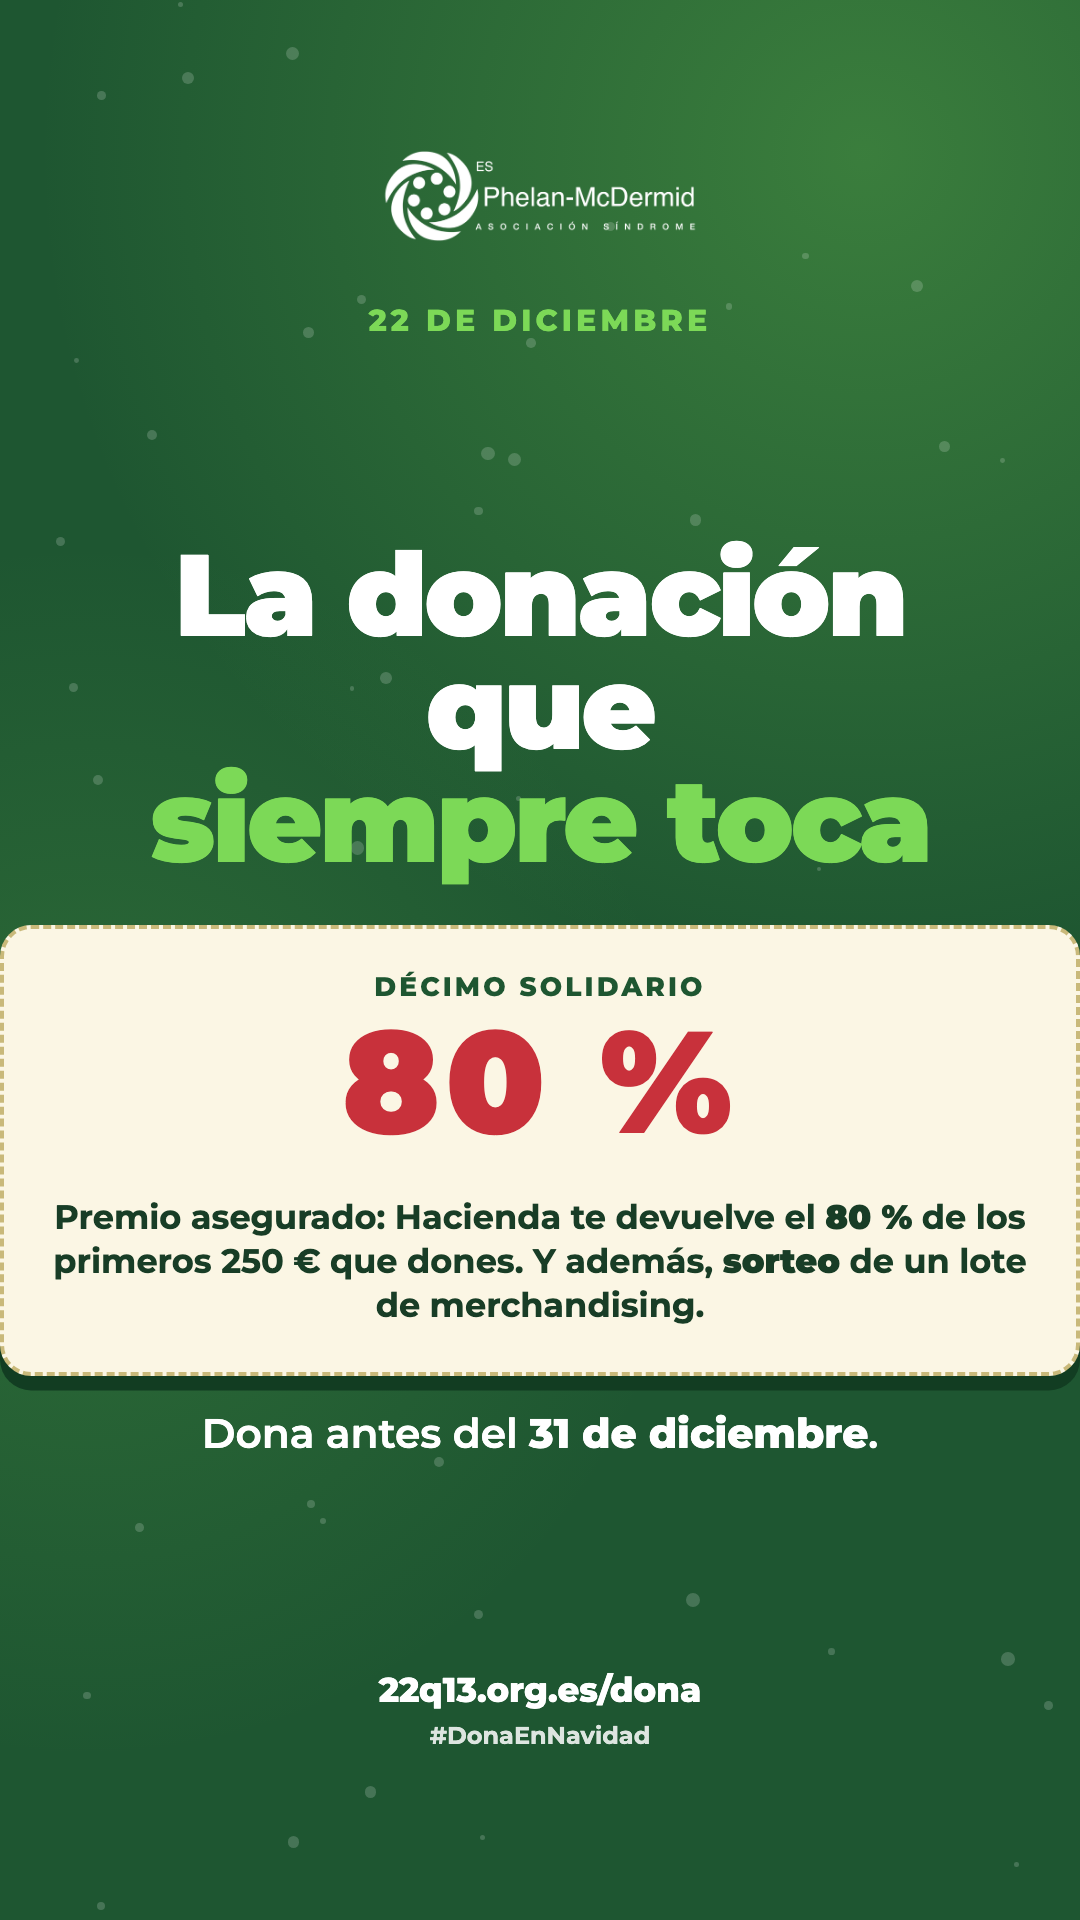 ES
Phelan-McDermid
ASOCIACIÓN SÍNDROME
22 DE DICIEMBRE
La donación
que
siempre toca
DÉCIMO SOLIDARIO
80 %
Premio asegurado: Hacienda te devuelve el 80 % de los
primeros 250 € que dones. Y además, sorteo de un lote
de merchandising.
Dona antes del 31 de diciembre.
22q13.org.es/dona
#DonaEnNavidad